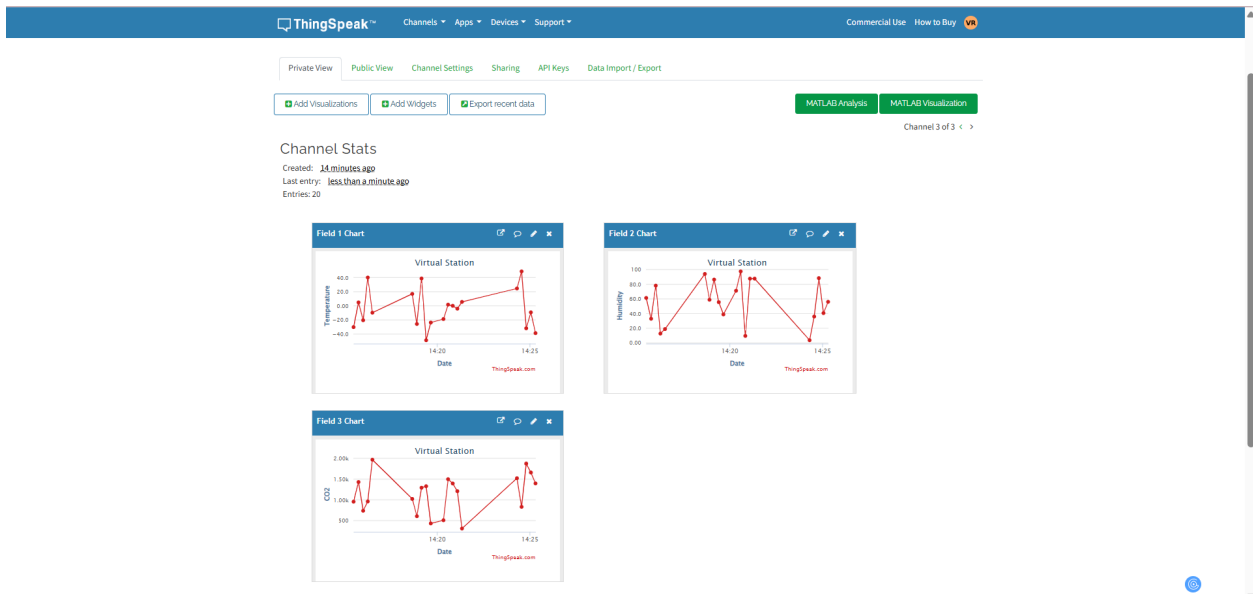 ThingSpeak™ Channels Apps Devices Support Commercial Use How to Buy VR
Private View Public View Channel Settings Sharing API Keys Data Import / Export
Add Visualizations Add Widgets Export recent data MATLAB Analysis MATLAB Visualization
Channel 3 of 3 < >
Channel Stats
Created: 14 minutes ago
Last entry: less than a minute ago
Entries: 20
Field 1 Chart
Virtual Station
Temperature
40.0
20.0
0.00
−20.0
−40.0
14:20 14:25
Date
ThingSpeak.com
Field 2 Chart
Virtual Station
Humidity
100
80.0
60.0
40.0
20.0
0.00
14:20 14:25
Date
ThingSpeak.com
Field 3 Chart
Virtual Station
CO2
2.00k
1.50k
1.00k
500
14:20 14:25
Date
ThingSpeak.com